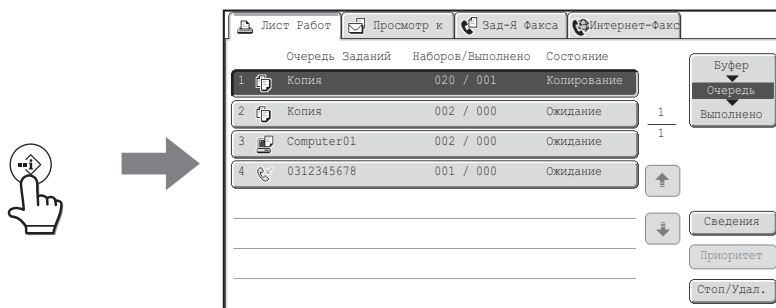 Лист Работ Просмотр к Зад-Я Факса Интернет-Факс
Очередь Заданий Наборов/Выполнено Состояние
1 Копия 020 / 001 Копирование
2 Копия 002 / 000 Ожидание
3 Computer01 002 / 000 Ожидание
4 0312345678 001 / 000 Ожидание
1
1
Буфер
Очередь
Выполнено
Сведения
Приоритет
Стоп/Удал.